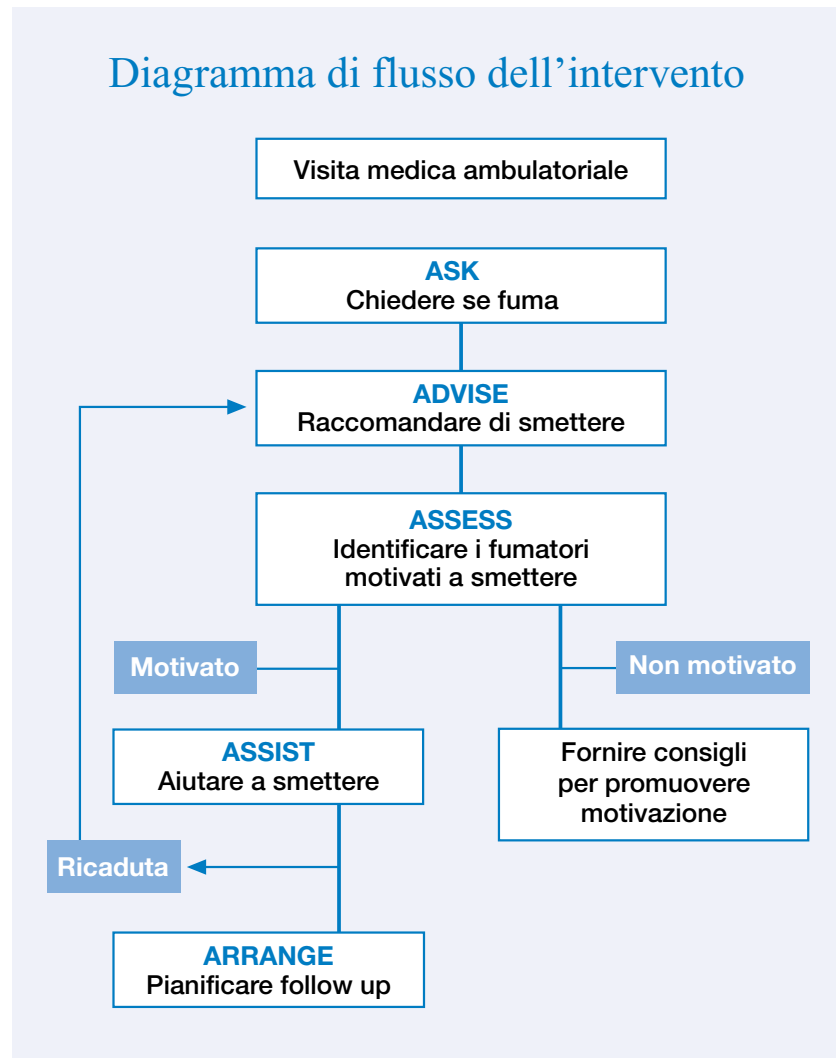 Diagramma di flusso dell’intervento
Visita medica ambulatoriale
ASK
Chiedere se fuma
ADVISE
Raccomandare di smettere
ASSESS
Identificare i fumatori
motivati a smettere
Motivato
Non motivato
ASSIST
Aiutare a smettere
Fornire consigli
per promuovere
motivazione
Ricaduta
ARRANGE
Pianificare follow up